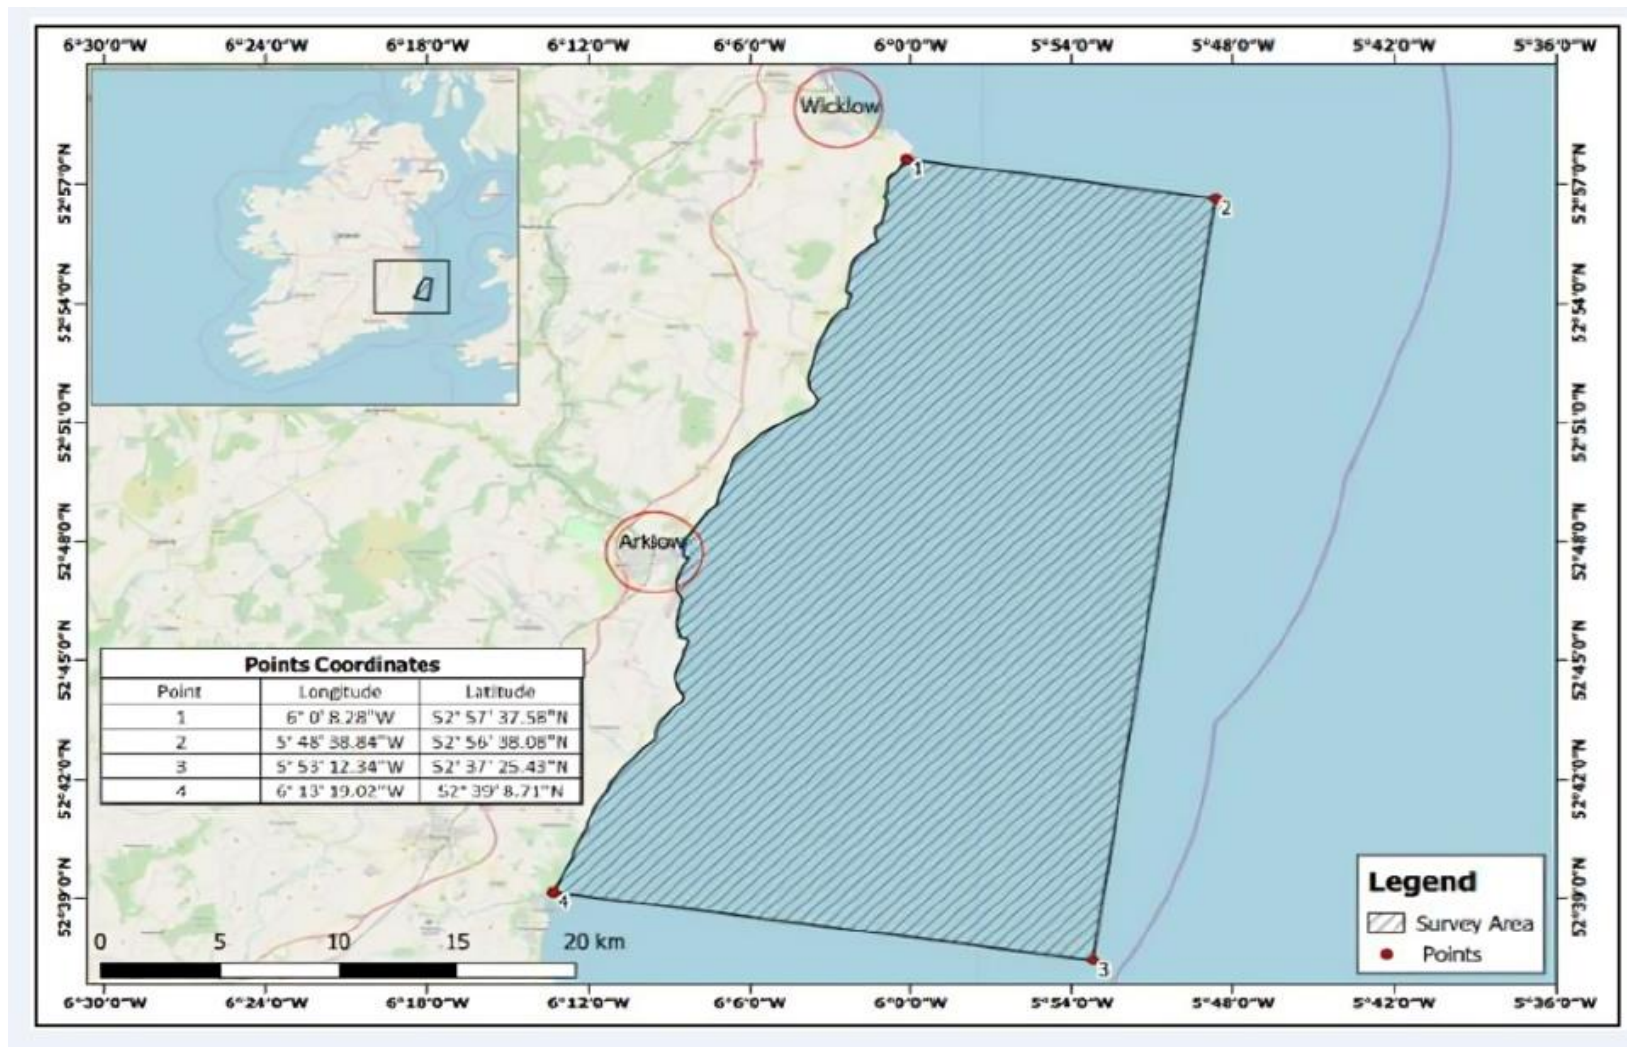 6°30'0"W 6°24'0"W 6°18'0"W 6°12'0"W 6°6'0"W 6°0'0"W 5°54'0"W 5°48'0"W 5°42'0"W 5°36'0"W
Wicklow
1
2
52°57'0"N
52°54'0"N
52°51'0"N
52°48'0"N
52°45'0"N
52°42'0"N
52°39'0"N
52°57'0"N
52°54'0"N
52°51'0"N
52°48'0"N
52°45'0"N
52°42'0"N
52°39'0"N
Arklow
Points Coordinates
Point Longitude Latitude
1 6° 0' 8.28"W 52° 57' 37.58"N
2 5° 48' 38.84"W 52° 56' 38.08"N
3 5° 53' 12.34"W 52° 37' 25.43"N
4 6° 13' 19.02"W 52° 39' 8.71"N
4
3
Legend
Survey Area
Points
0 5 10 15 20 km
6°30'0"W 6°24'0"W 6°18'0"W 6°12'0"W 6°6'0"W 6°0'0"W 5°54'0"W 5°48'0"W 5°42'0"W 5°36'0"W